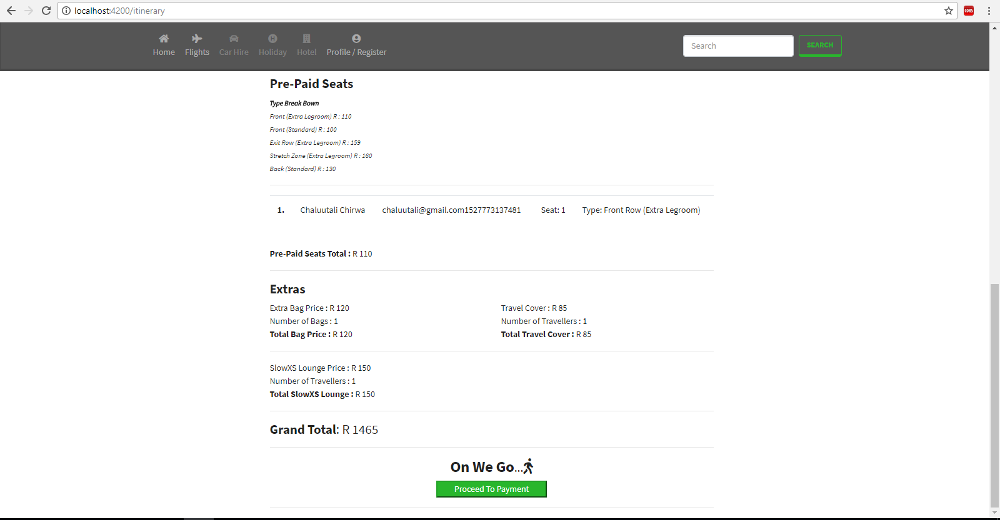 localhost:4200/itinerary
CORS
Home Flights Car Hire Holiday Hotel Profile / Register Search SEARCH
Pre-Paid Seats
Type Break Bown
Front (Extra Legroom) R : 110
Front (Standard) R : 100
Exit Row (Extra Legroom) R : 159
Stretch Zone (Extra Legroom) R : 160
Back (Standard) R : 130
1. Chaluutali Chirwa chaluutali@gmail.com1527773137481 Seat: 1 Type: Front Row (Extra Legroom)
Pre-Paid Seats Total : R 110
Extras
Extra Bag Price : R 120
Number of Bags : 1
Total Bag Price : R 120
Travel Cover : R 85
Number of Travellers : 1
Total Travel Cover : R 85
SlowXS Lounge Price : R 150
Number of Travellers : 1
Total SlowXS Lounge : R 150
Grand Total: R 1465
On We Go...
Proceed To Payment